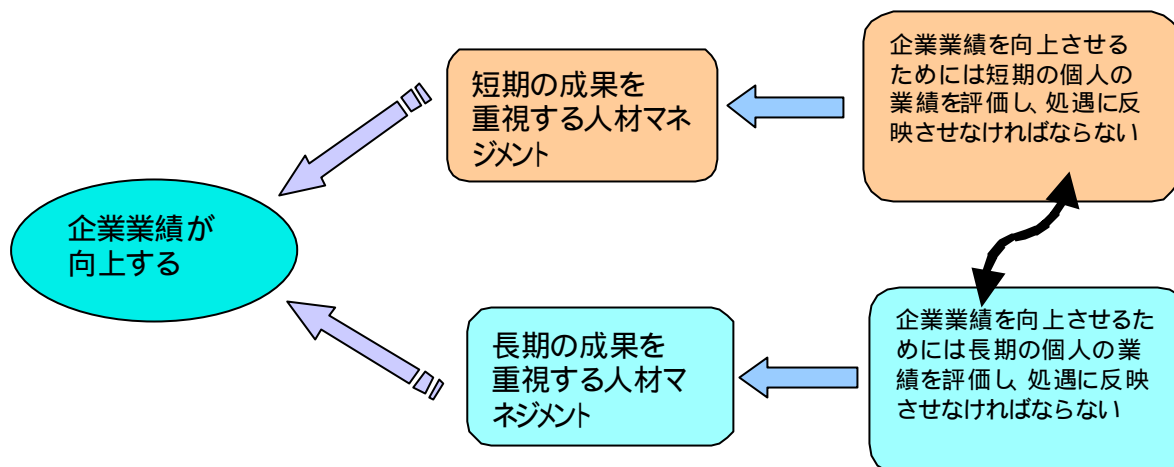 企業業績が
向上する
短期の成果を
重視する人材マネ
ジメント
企業業績を向上させる
ためには短期の個人の
業績を評価し、処遇に反
映させなければならない
長期の成果を
重視する人材マ
ネジメント
企業業績を向上させるた
めには長期の個人の業
績を評価し、処遇に反映
させなければならない